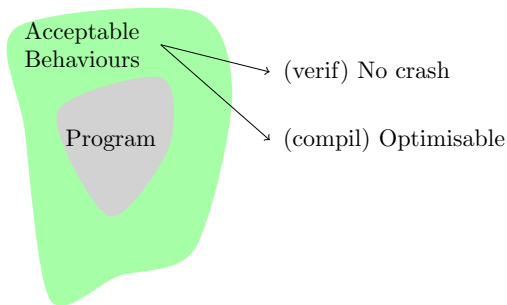 Acceptable
Behaviours
(verif) No crash
Program
(compil) Optimisable